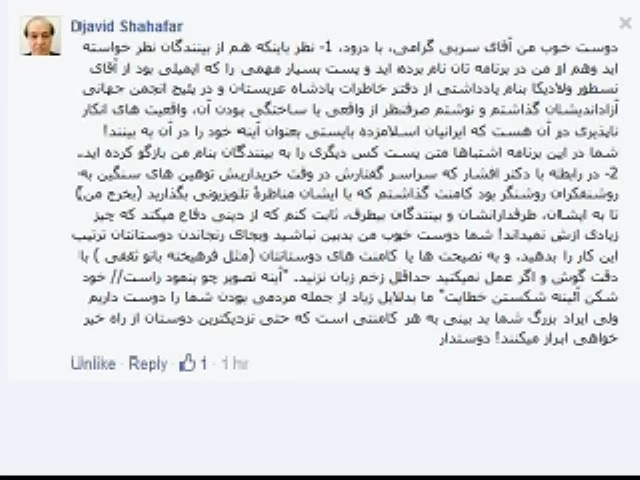 Djavid Shahafar
دوست خوب من آقای سربی گرامی، با درود، 1- نظر باینکه هم از بینندگان نظر خواسته
اید وهم از من در برنامه تان نام برده اید و پست بسیار مهمی را که ایمیلی بود از آقای
نسطور ولادیکا بنام یادداشتی از دفتر خاطرات پادشاه عربستان و در پیج انجمن جهانی
آزاداندیشان گذاشتم و نوشتم صرفنظر از واقعی یا ساختگی بودن آن، واقعیت های انکار
ناپذیری در آن هست که ایرانیان اسلامزده بایستی بعنوان آینه خود را در آن به بینند!
شما در این برنامه اشتباها متن پست کس دیگری را به بینندگان بنام من بازگو کرده اید..
2- در رابطه با دکتر افشار که سراسر گفتارش در وقت خریداریش توهین های سنگین به-
روشنفکران روشنگر بود کامنت گذاشتم که با ایشان مناظرهٔ تلویزیونی بگذارید (بخرج من)
تا به ایشان، طرفدارانشان و بینندگان بیطرف، ثابت کنم که از دینی دفاع میکند که چیز
زیادی ازش نمیداند! شما دوست خوب من بدبین نباشید وبجای رنجاندن دوستانتان ترتیب
این کار را بدهید. و به نصیحت ها یا کامنت های دوستانتان (مثل فرهیخته بانو ثقفی ) با
دقت گوش و اگر عمل نمیکنید حداقل زخم زبان نزنید. "آینه تصویر چو بنمود راست// خود
شکن آئینه شکستن خطاست" ما بدلایل زیاد از جمله مردمی بودن شما را دوست داریم
ولی ایراد بزرگ شما بد بینی به هر کامنتی است که حتی نزدیکترین دوستان از راه خیر
خواهی ابراز میکنند! دوستدار
Unlike · Reply · 1 · 1 hr